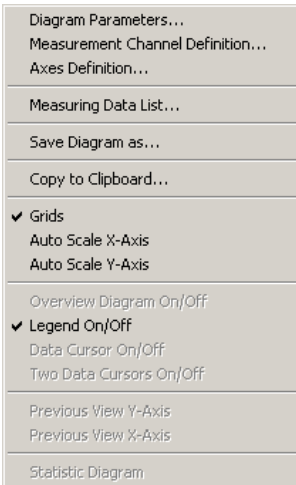 Diagram Parameters...
Measurement Channel Definition...
Axes Definition...
Measuring Data List...
Save Diagram as...
Copy to Clipboard...
Grids
Auto Scale X-Axis
Auto Scale Y-Axis
Overview Diagram On/Off
Legend On/Off
Data Cursor On/Off
Two Data Cursors On/Off
Previous View Y-Axis
Previous View X-Axis
Statistic Diagram